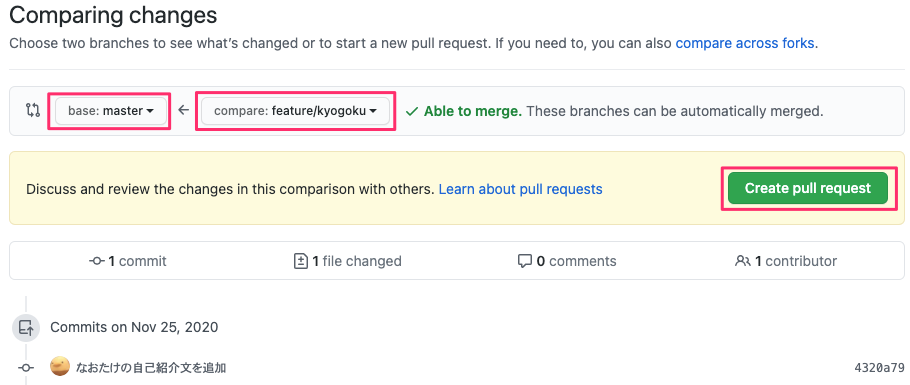 Comparing changes
Choose two branches to see what's changed or to start a new pull request. If you need to, you can also compare across forks.
base: master compare: feature/kyogoku Able to merge. These branches can be automatically merged.
Discuss and review the changes in this comparison with others. Learn about pull requests Create pull request
1 commit 1 file changed 0 comments 1 contributor
Commits on Nov 25, 2020
なおたけの自己紹介文を追加 4320a79